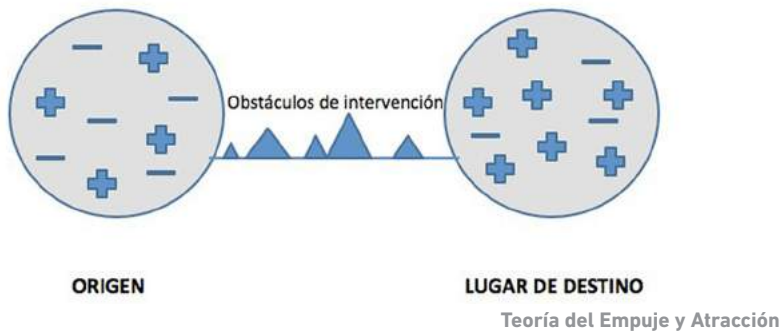 Obstáculos de intervención
ORIGEN
LUGAR DE DESTINO
Teoría del Empuje y Atracción